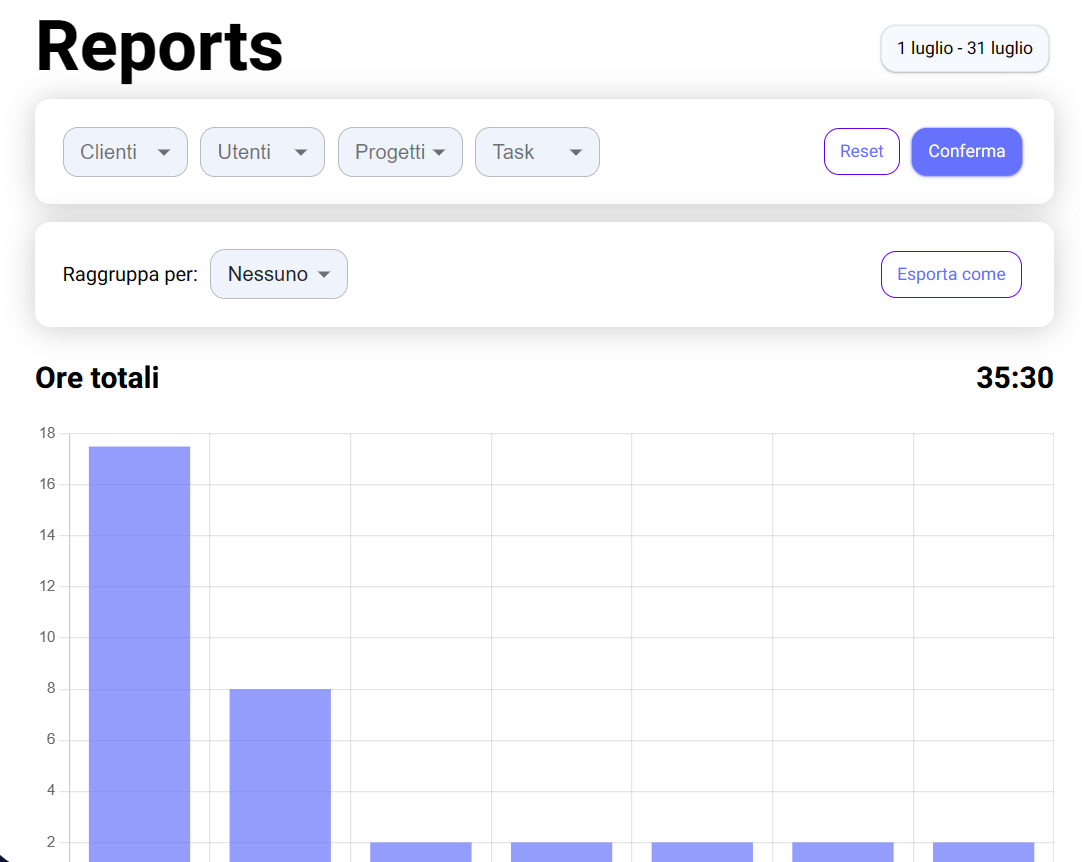 Reports
1 luglio - 31 luglio
Clienti Utenti Progetti Task Reset Conferma
Raggruppa per: Nessuno Esporta come
Ore totali 35:30
18
16
14
12
10
8
6
4
2